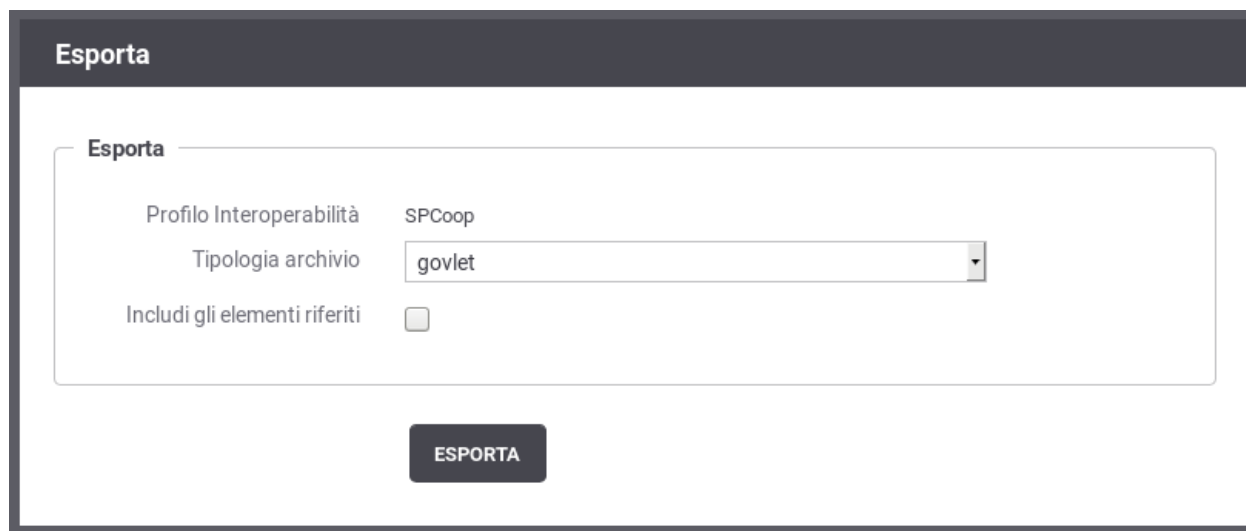 Esporta
Esporta
Profilo Interoperabilità SPCoop
Tipologia archivio govlet
Includi gli elementi riferiti
ESPORTA